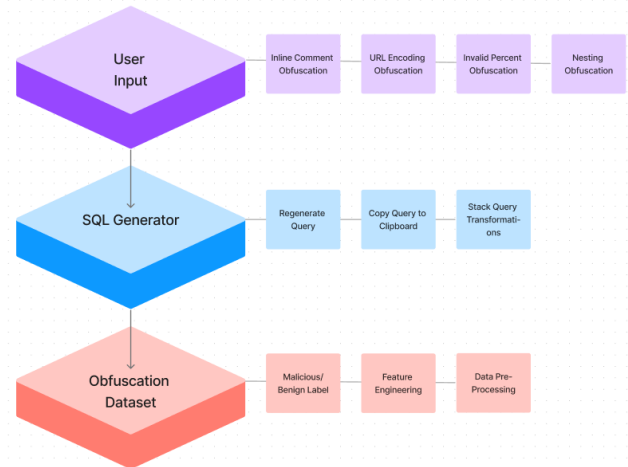 User
Input
Inline Comment
Obfuscation
URL Encoding
Obfuscation
Invalid Percent
Obfuscation
Nesting
Obfuscation
SQL Generator
Regenerate
Query
Copy Query to
Clipboard
Stack Query
Transformati-
ons
Obfuscation
Dataset
Malicious/
Benign Label
Feature
Engineering
Data Pre-
Processing